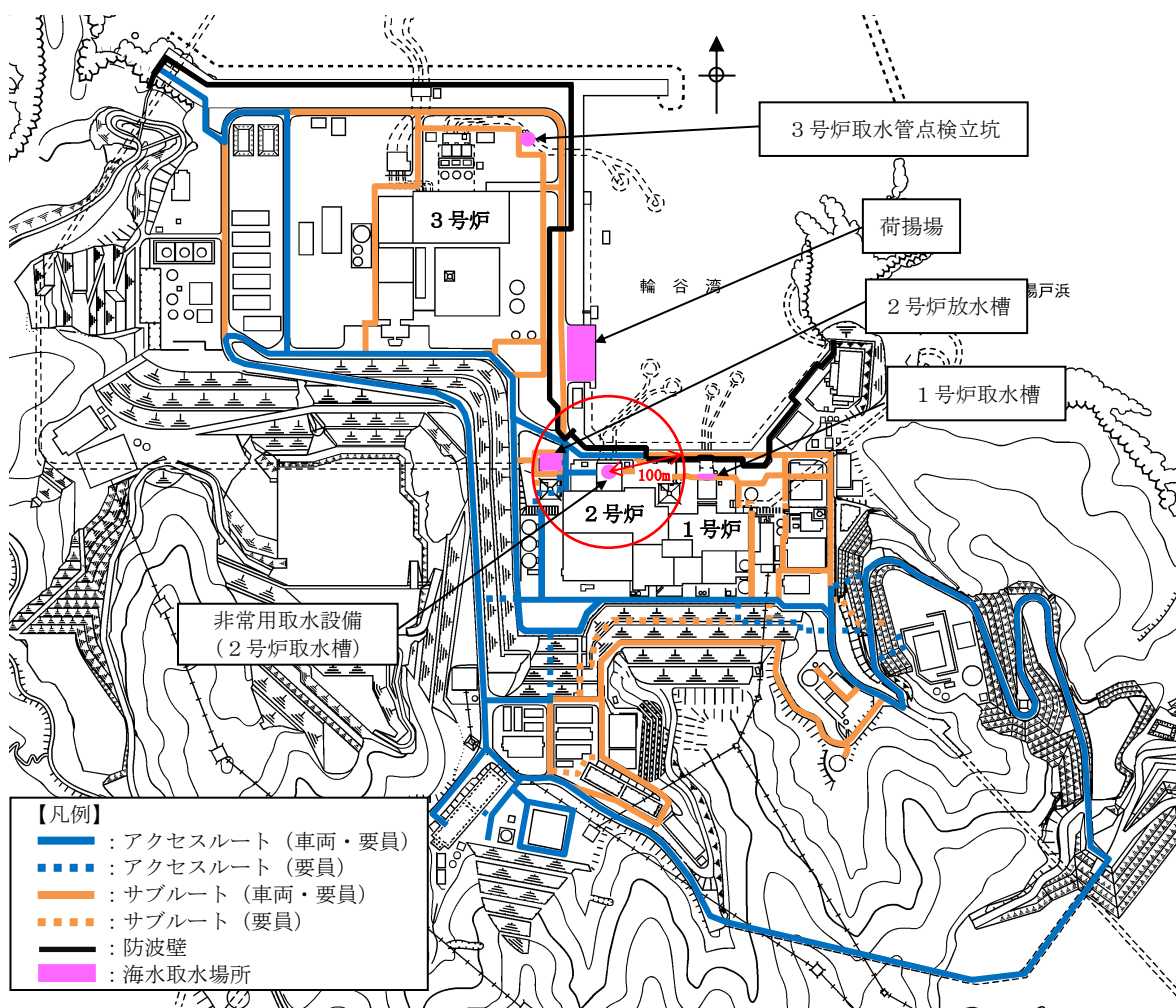 3号炉取水管点検立坑
3号炉
荷揚場
輪谷湾
2号炉放水槽
湯戸浜
1号炉取水槽
100m
2号炉
1号炉
非常用取水設備
(2号炉取水槽)
【凡例】
:アクセスルート(車両・要員)
:アクセスルート(要員)
:サブルート(車両・要員)
:サブルート(要員)
:防波壁
:海水取水場所